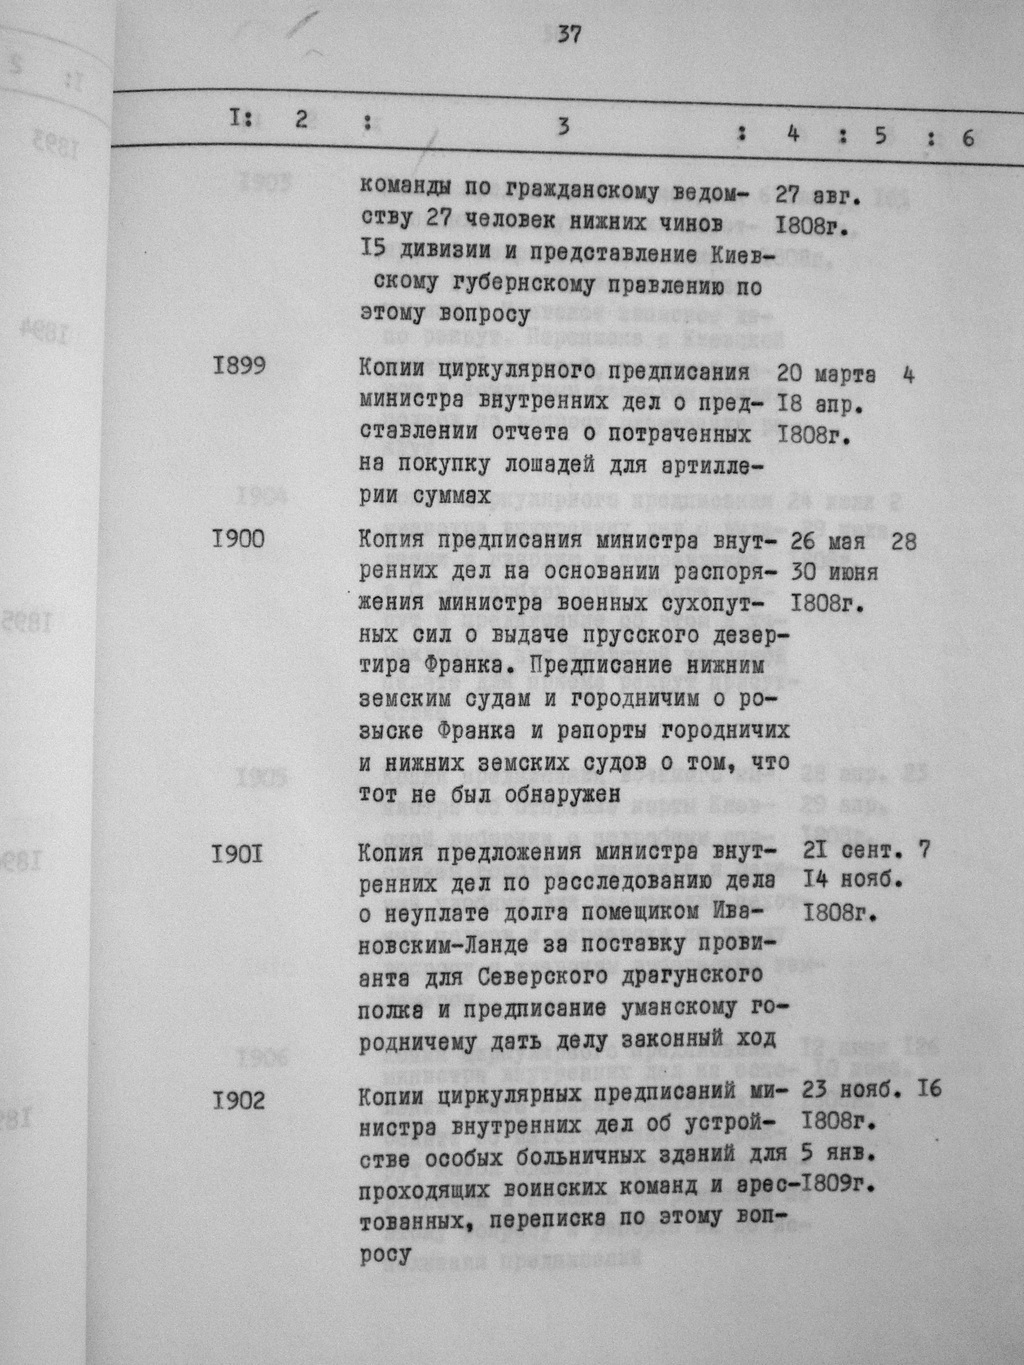 37
I: 2 : 3 : 4 : 5 : 6
команды по гражданскому ведом- 27 авг.
ству 27 человек нижних чинов I808г.
I5 дивизии и представление Киев-
скому губернскому правлению по
этому вопросу
I899 Копии циркулярного предписания 20 марта 4
министра внутренних дел о пред- I8 апр.
ставлении отчета о потраченных I808г.
на покупку лошадей для артилле-
рии суммах
I900 Копия предписания министра внут- 26 мая 28
ренних дел на основании распоря- 30 июня
жения министра военных сухопут- I808г.
ных сил о выдаче прусского дезер-
тира Франка. Предписание нижним
земским судам и городничим о ро-
зыске Франка и рапорты городничих
и нижних земских судов о том, что
тот не был обнаружен
I90I Копия предложения министра внут- 2I сент. 7
ренних дел по расследованию дела I4 нояб.
о неуплате долга помещиком Ива- I808г.
новским-Ланде за поставку прови-
анта для Северского драгунского
полка и предписание уманскому го-
родничему дать делу законный ход
I902 Копии циркулярных предписаний ми- 23 нояб. I6
нистра внутренних дел об устрой- I808г.
стве особых больничных зданий для 5 янв.
проходящих воинских команд и арес-I809г.
тованных, переписка по этому воп-
росу